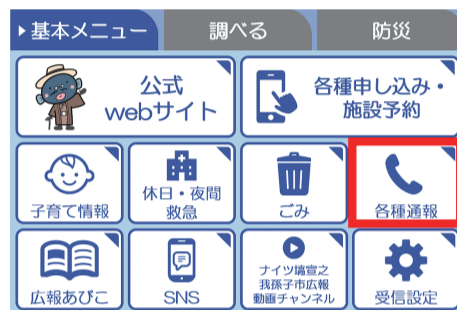 基本メニュー
調べる
防災
公式
webサイト
各種申し込み・
施設予約
子育て情報
休日・夜間
救急
ごみ
各種通報
広報あびこ
SNS
ナイツ塙宣之
我孫子市広報
動画チャンネル
受信設定